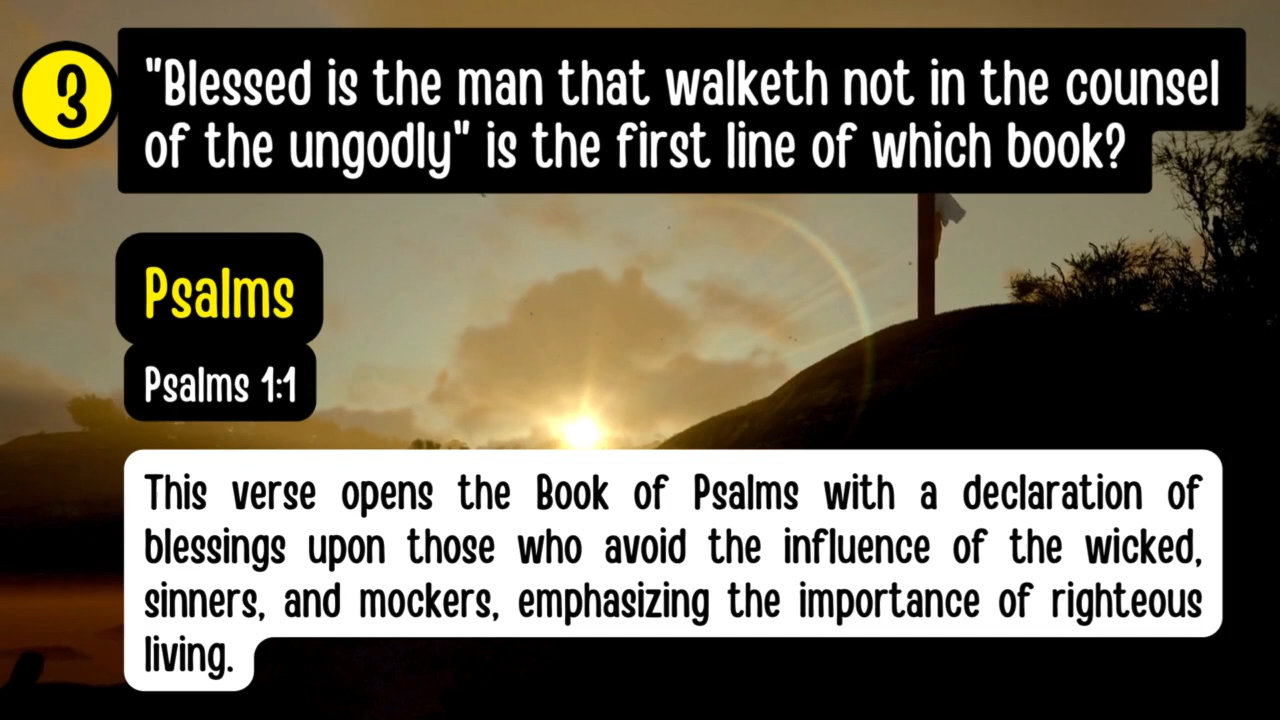 3
"Blessed is the man that walketh not in the counsel
of the ungodly" is the first line of which book?
Psalms
Psalms 1:1
This verse opens the Book of Psalms with a declaration of
blessings upon those who avoid the influence of the wicked,
sinners, and mockers, emphasizing the importance of righteous
living.